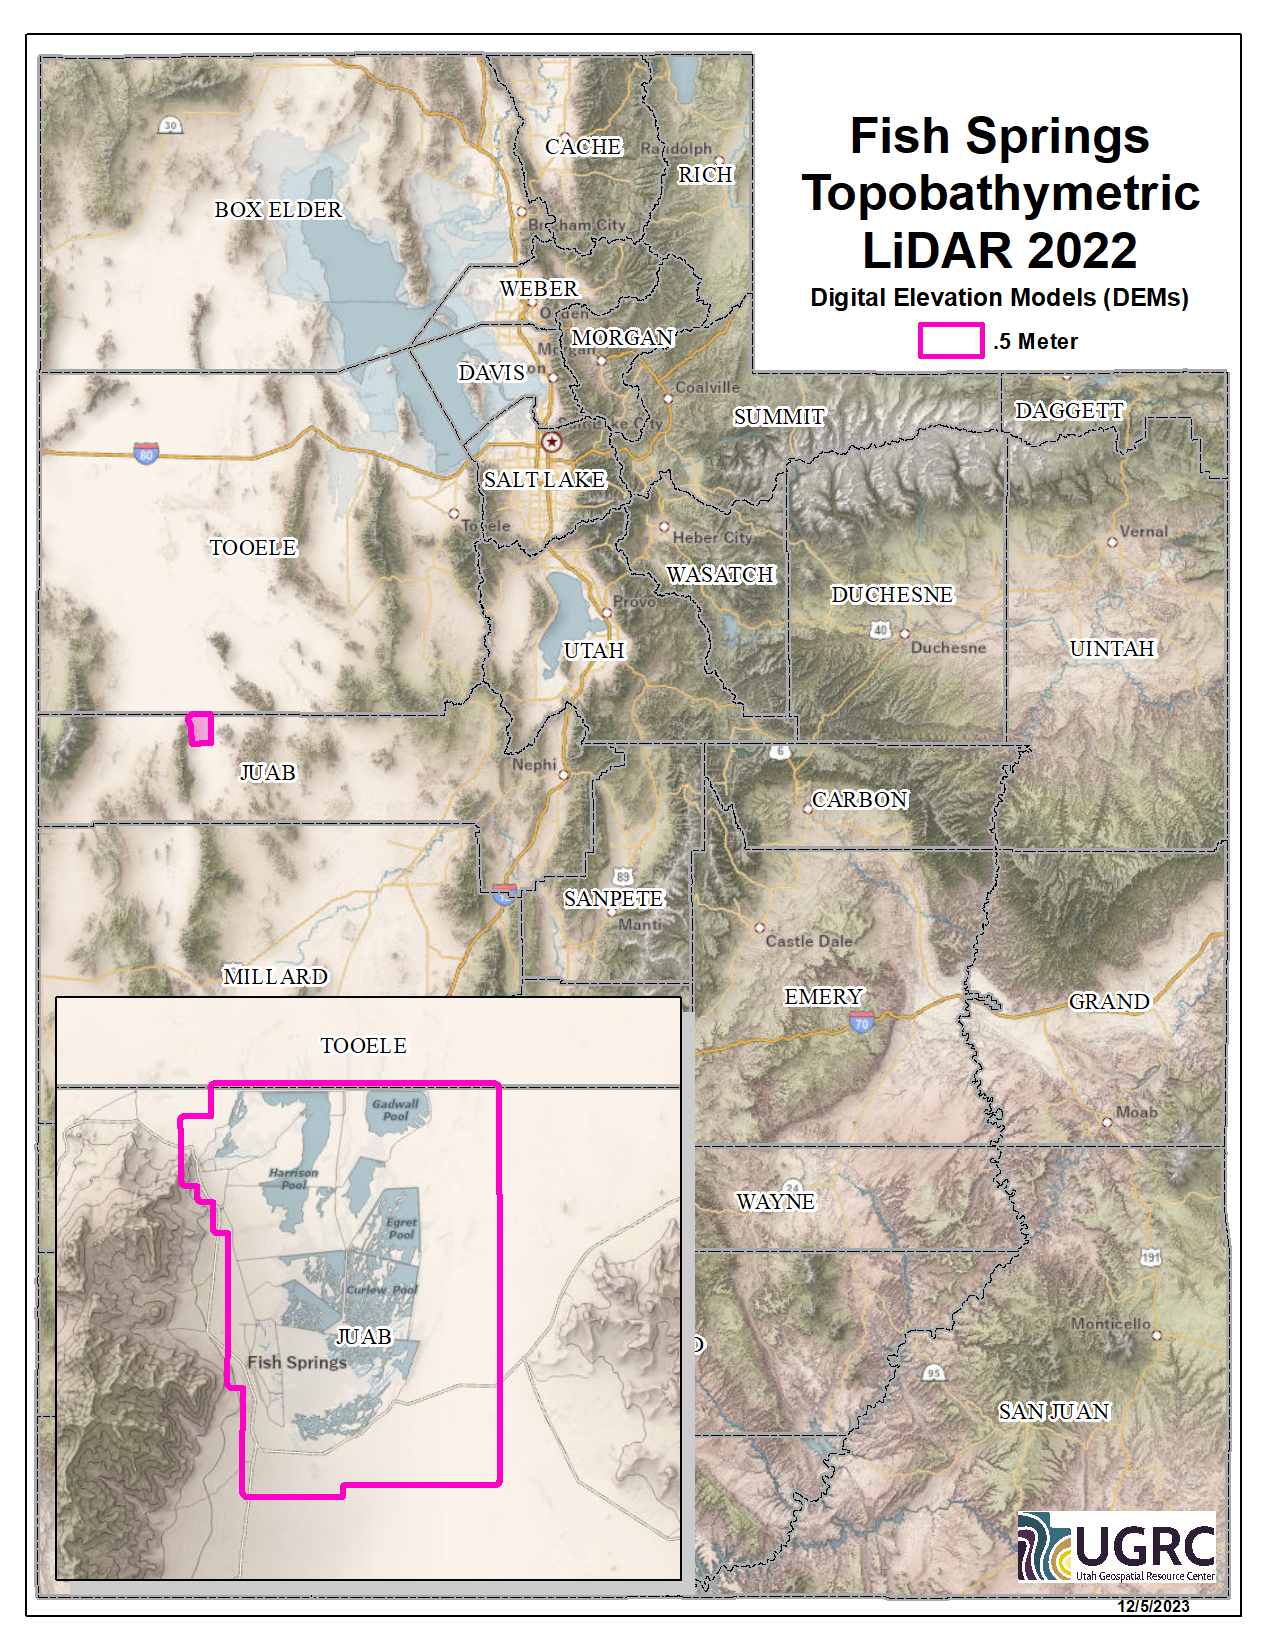 Fish Springs
Topobathymetric
LiDAR 2022
Digital Elevation Models (DEMs)
.5 Meter
30
CACHE
Randolph
RICH
BOX ELDER
Brigham City
WEBER
Ogden
MORGAN
Morgan
DAVIS
Coalville
SUMMIT
DAGGETT
Salt Lake City
80
SALT LAKE
Tooele
Heber City
Vernal
TOOELE
WASATCH
DUCHESNE
Provo
40
Duchesne
UTAH
UINTAH
6
Nephi
JUAB
CARBON
89
15
SANPETE
Manti
Castle Dale
MILLARD
EMERY
GRAND
70
Moab
24
WAYNE
191
Monticello
95
SAN JUAN
TOOELE
Gadwall
Pool
Harrison
Pool
Egret
Pool
Curlew Pool
JUAB
Fish Springs
UGRC
Utah Geospatial Resource Center
12/5/2023